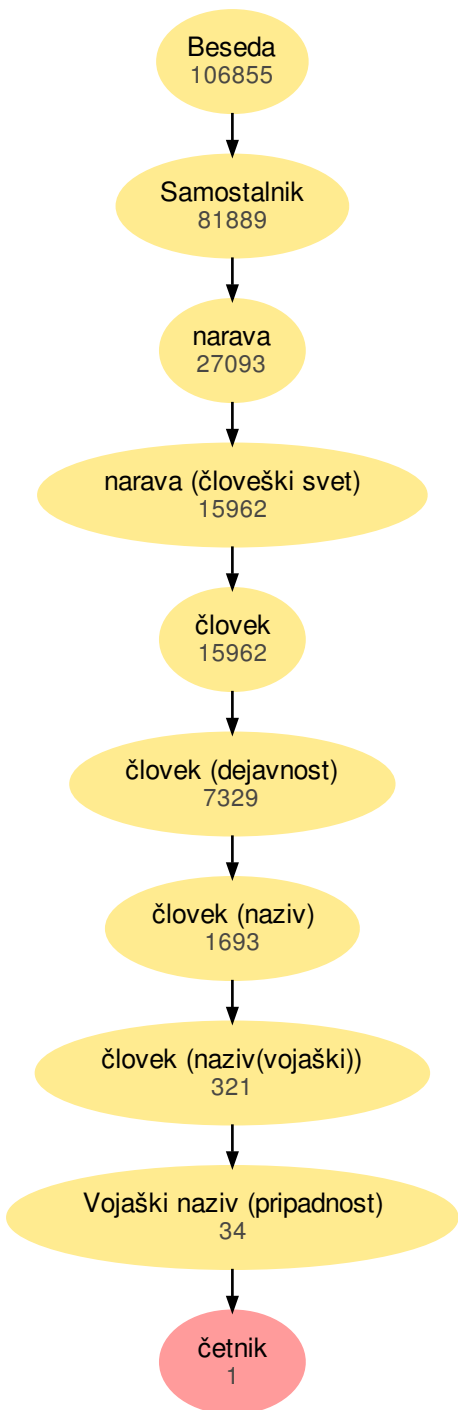 Beseda
106855
Samostalnik
81889
narava
27093
narava (človeški svet)
15962
človek
15962
človek (dejavnost)
7329
človek (naziv)
1693
človek (naziv(vojaški))
321
Vojaški naziv (pripadnost)
34
četnik
1